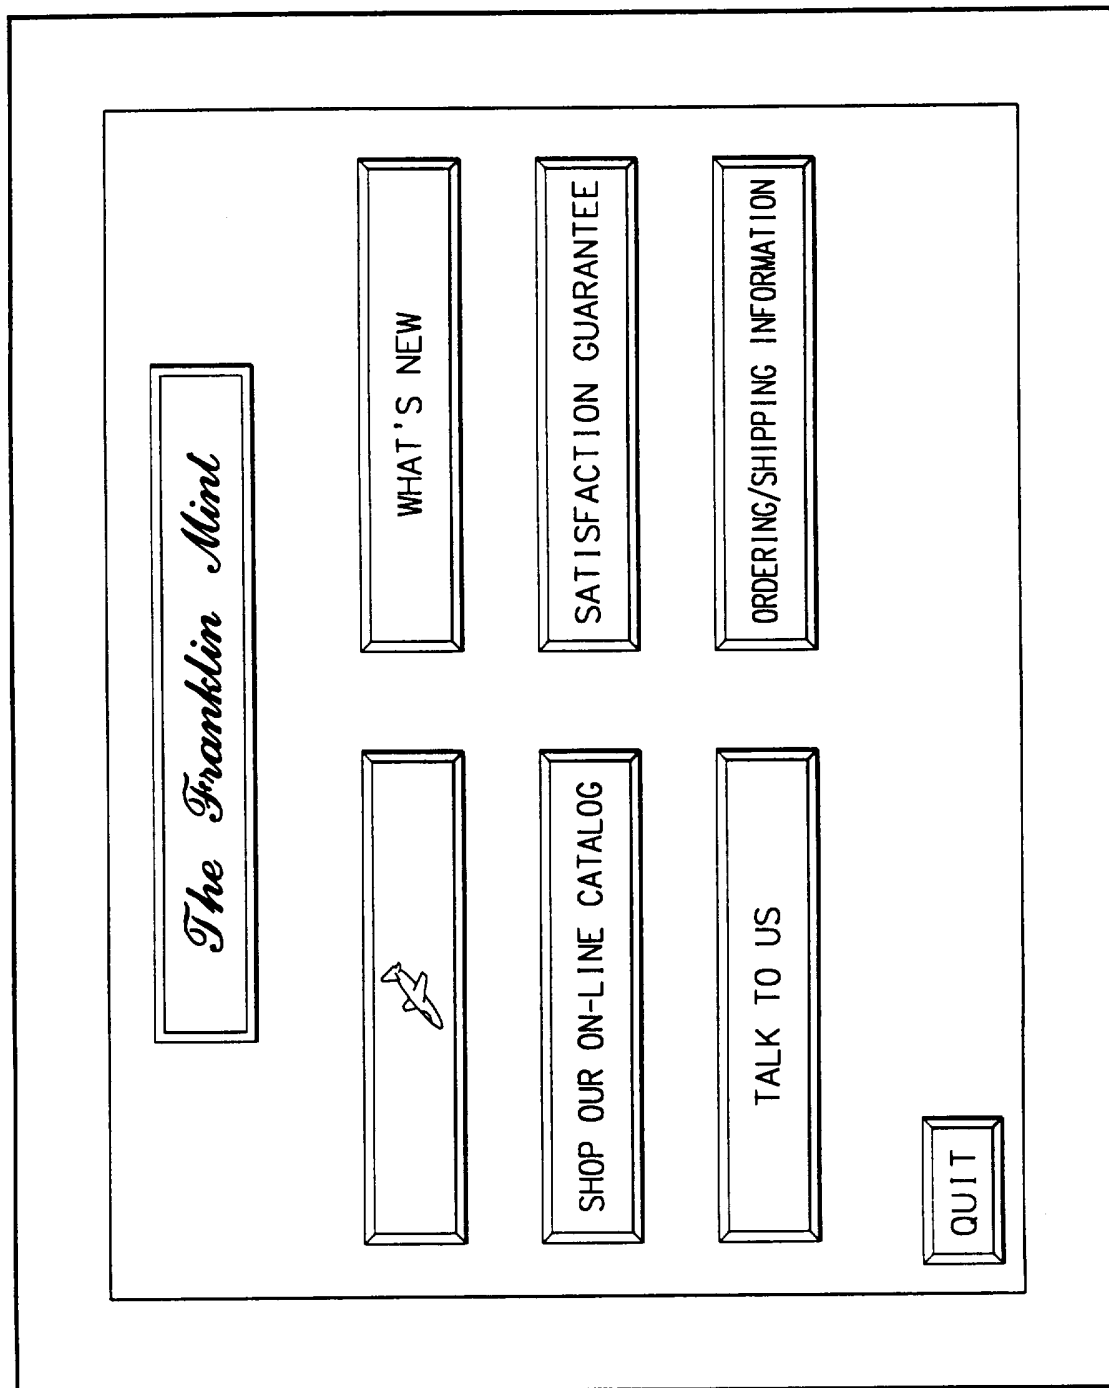 The Franklin Mint
WHAT'S NEW
SHOP OUR ON-LINE CATALOG
SATISFACTION GUARANTEE
TALK TO US
ORDERING/SHIPPING INFORMATION
QUIT